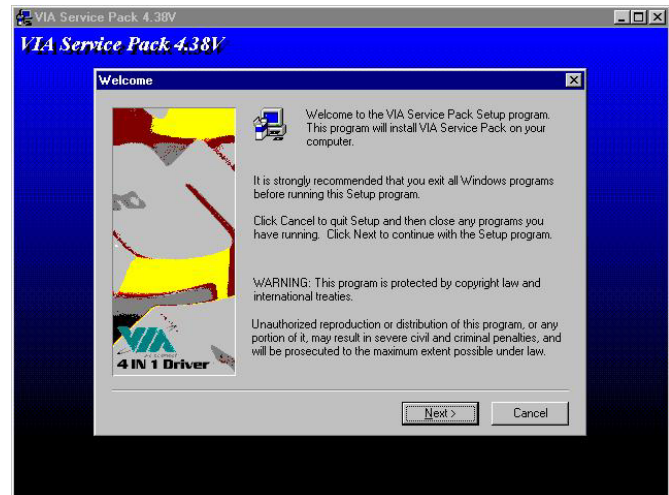 VIA Service Pack 4.38V
VIA Service Pack 4.38V
Welcome
Welcome to the VIA Service Pack Setup program.
This program will install VIA Service Pack on your
computer.
It is strongly recommended that you exit all Windows programs
before running this Setup program.
Click Cancel to quit Setup and then close any programs you
have running. Click Next to continue with the Setup program.
WARNING: This program is protected by copyright law and
international treaties.
Unauthorized reproduction or distribution of this program, or any
portion of it, may result in severe civil and criminal penalties, and
will be prosecuted to the maximum extent possible under law.
VIA
4 IN 1 Driver
Next >
Cancel